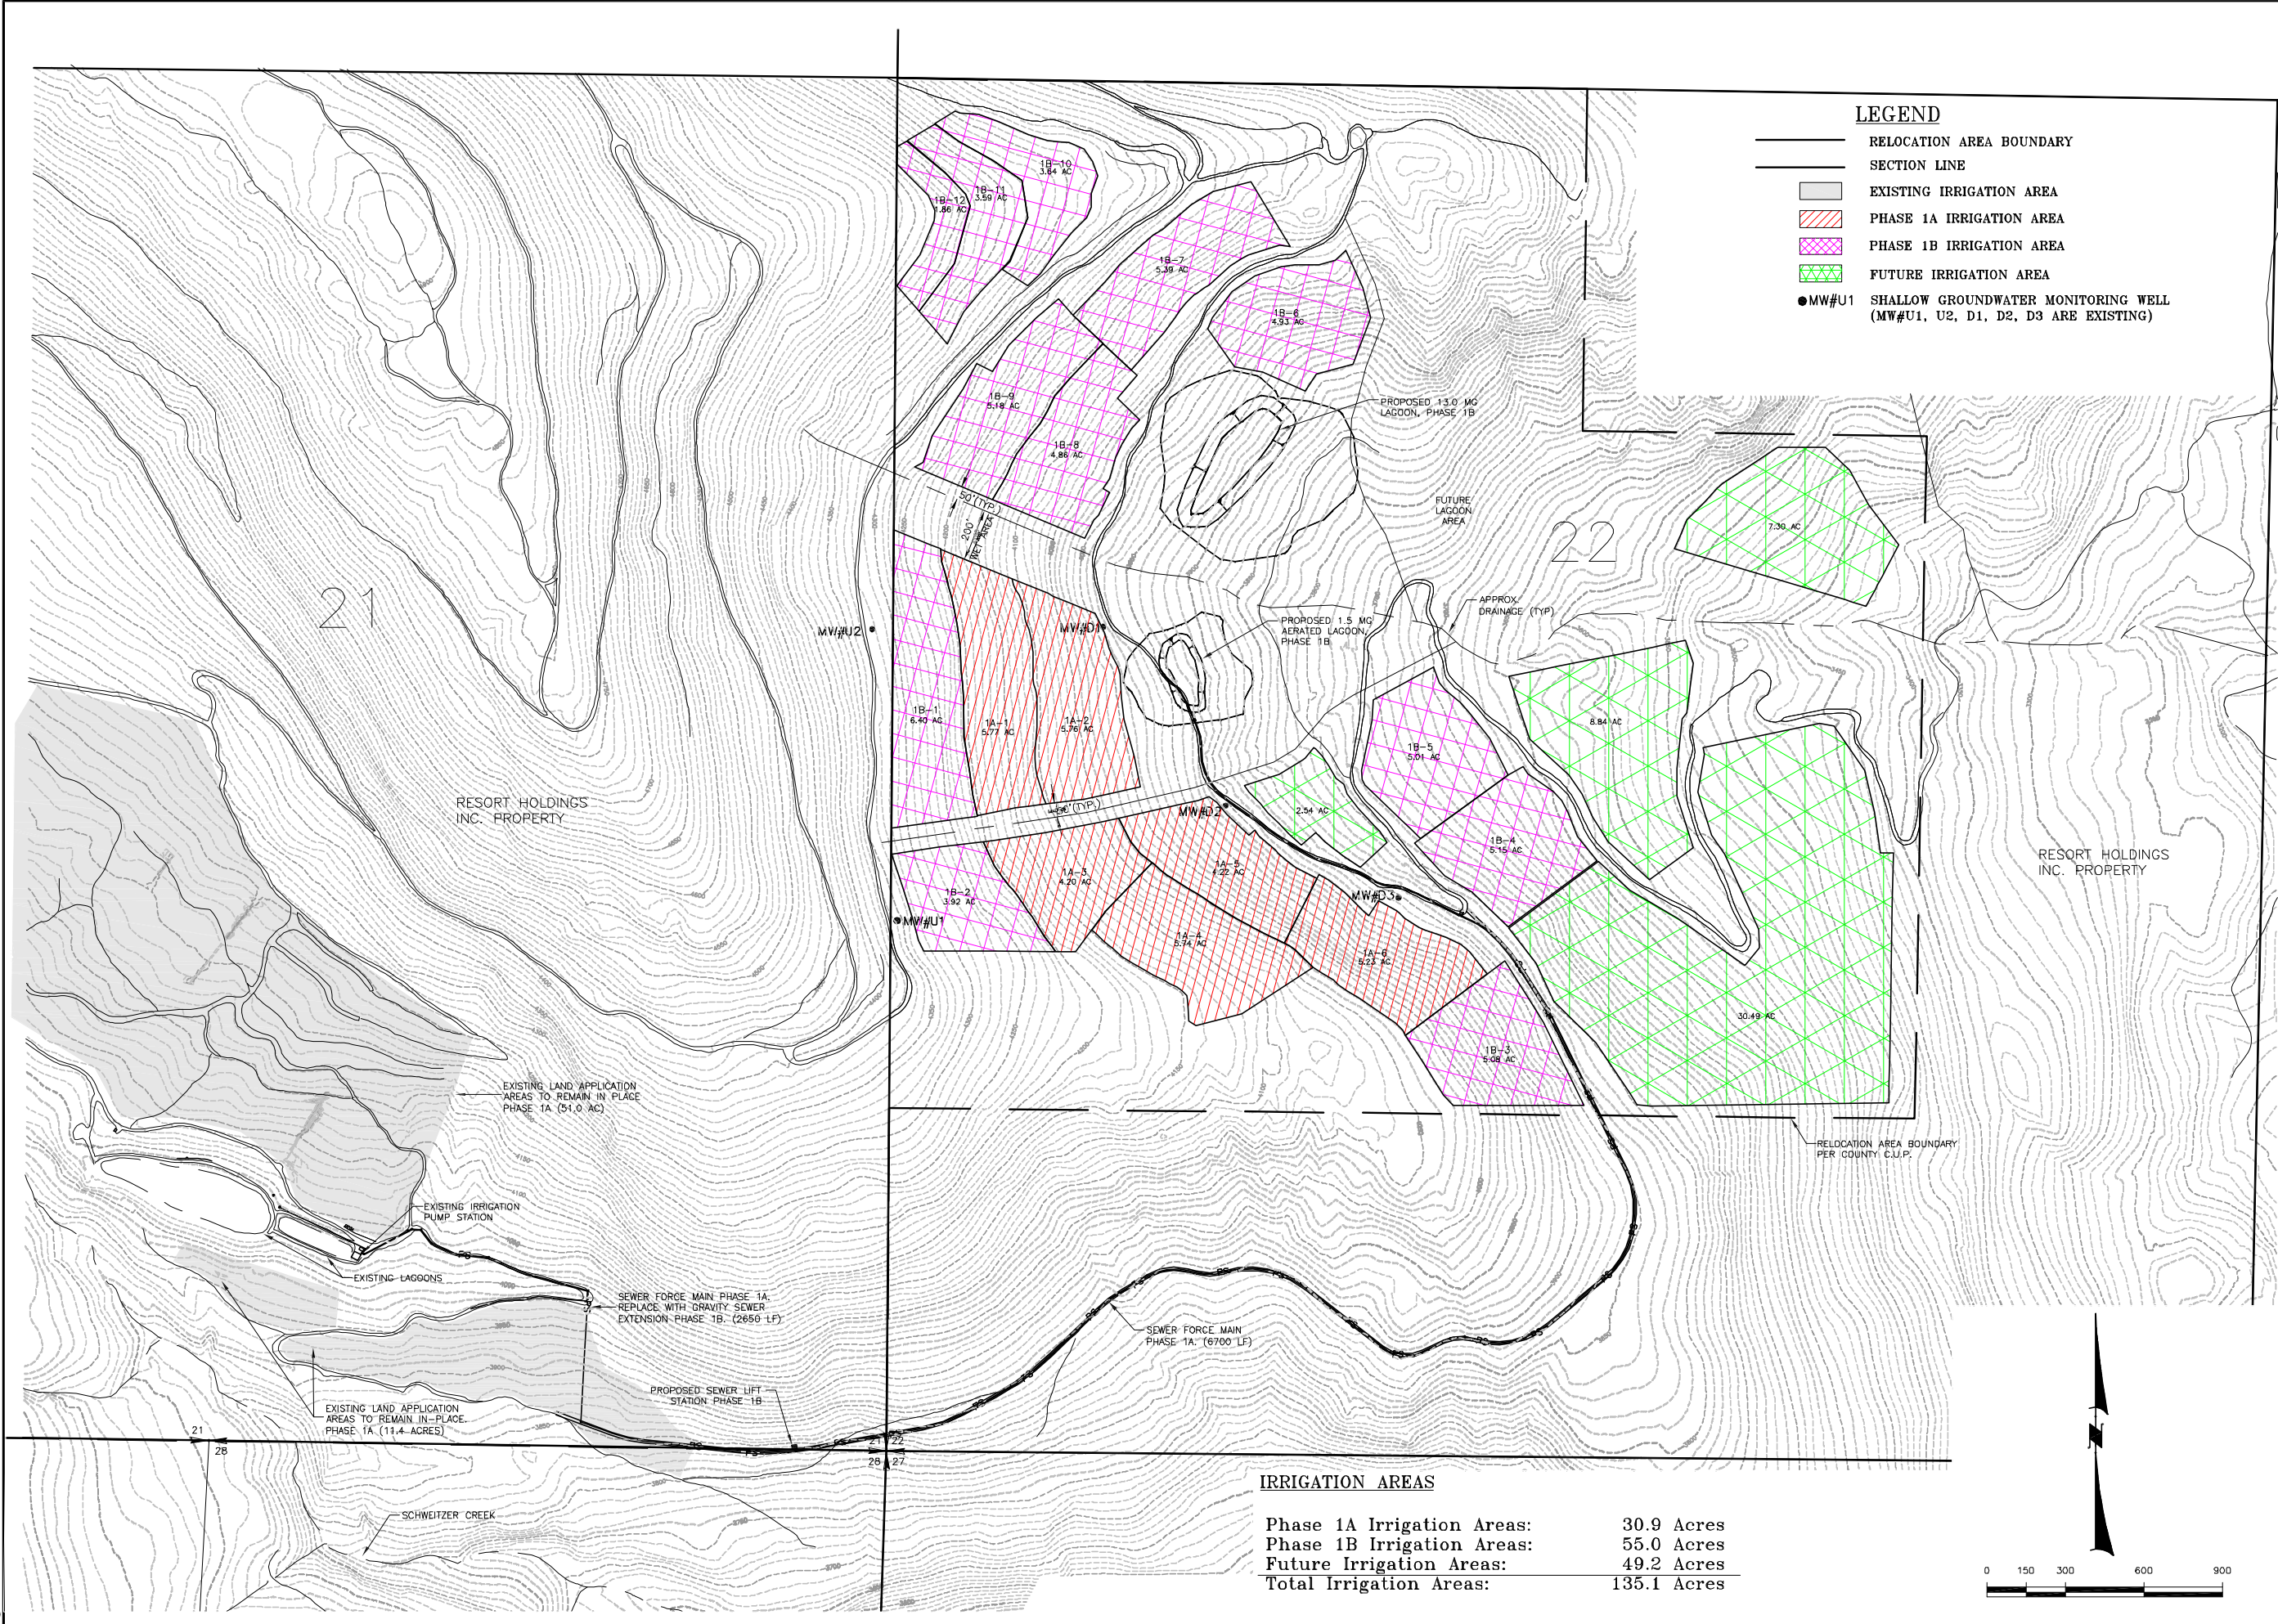 LEGEND
RELOCATION AREA BOUNDARY
SECTION LINE
EXISTING IRRIGATION AREA
PHASE 1A IRRIGATION AREA
PHASE 1B IRRIGATION AREA
FUTURE IRRIGATION AREA
MW#U1 SHALLOW GROUNDWATER MONITORING WELL
(MW#U1, U2, D1, D2, D3 ARE EXISTING)
1B-10
3.64 AC
1B-11
3.59 AC
1B-12
1.86 AC
1B-7
5.39 AC
1B-6
4.93 AC
1B-9
5.18 AC
1B-8
4.86 AC
PROPOSED 13.0 MG
LAGOON, PHASE 1B
50'(TYP.)
200'
WET AREA
FUTURE
LAGOON
AREA
22
7.30 AC
21
APPROX.
DRAINAGE (TYP)
MW#U2
MW#D1
PROPOSED 1.5 MG
AERATED LAGOON,
PHASE 1B
1B-1
6.40 AC
1A-1
5.77 AC
1A-2
5.76 AC
1B-5
5.01 AC
8.84 AC
RESORT HOLDINGS
INC. PROPERTY
50'(TYP.)
MW#D2
2.54 AC
1B-4
5.15 AC
RESORT HOLDINGS
INC. PROPERTY
1A-5
4.22 AC
1A-3
4.20 AC
1B-2
3.92 AC
MW#D3
MW#U1
1A-4
5.74 AC
1A-6
5.23 AC
30.49 AC
1B-3
5.08 AC
EXISTING LAND APPLICATION
AREAS TO REMAIN IN PLACE
PHASE 1A (51.0 AC)
RELOCATION AREA BOUNDARY
PER COUNTY C.U.P.
EXISTING IRRIGATION
PUMP STATION
EXISTING LAGOONS
SEWER FORCE MAIN PHASE 1A.
REPLACE WITH GRAVITY SEWER
EXTENSION PHASE 1B. (2650 LF)
SEWER FORCE MAIN
PHASE 1A. (6700 LF)
PROPOSED SEWER LIFT
STATION PHASE 1B
EXISTING LAND APPLICATION
AREAS TO REMAIN IN-PLACE.
PHASE 1A (11.4 ACRES)
21
28
21 22
28 27
SCHWEITZER CREEK
N
IRRIGATION AREAS
Phase 1A Irrigation Areas: 30.9 Acres
Phase 1B Irrigation Areas: 55.0 Acres
Future Irrigation Areas: 49.2 Acres
Total Irrigation Areas: 135.1 Acres
0 150 300 600 900